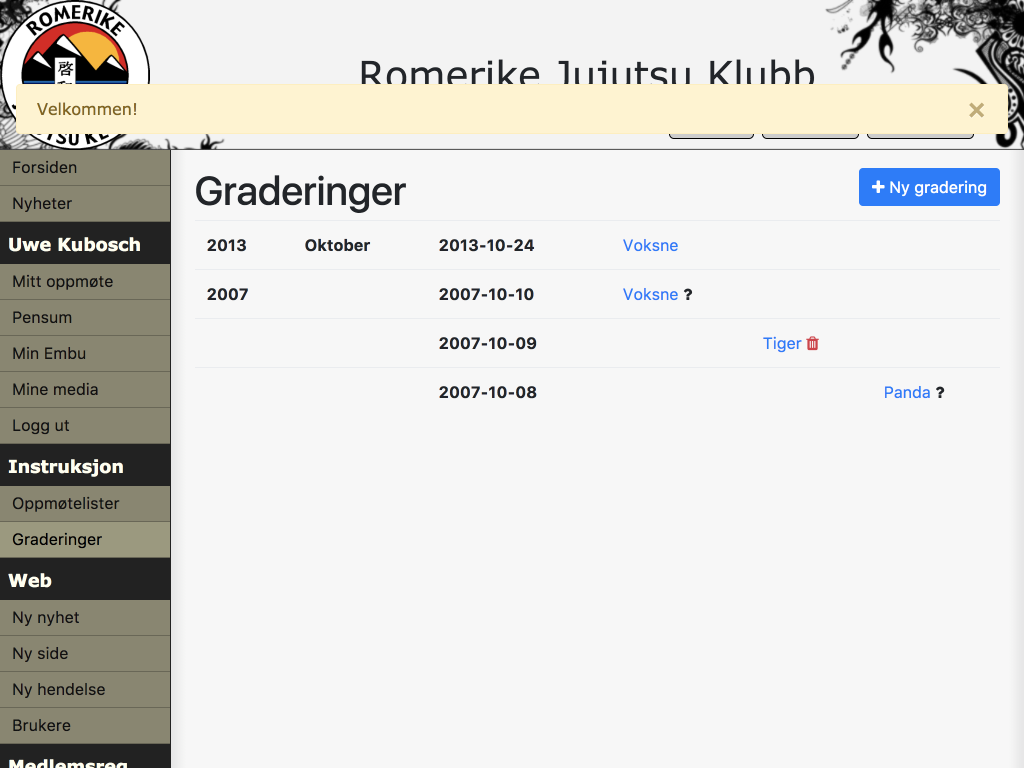 ROMERIKE
啓
Romerike Jujutsu Klubb
Velkommen!
×
Forsiden
Nyheter
Uwe Kubosch
Mitt oppmøte
Pensum
Min Embu
Mine media
Logg ut
Instruksjon
Oppmøtelister
Graderinger
Web
Ny nyhet
Ny side
Ny hendelse
Brukere
Medlemsreg
Graderinger
+ Ny gradering
2013 Oktober 2013-10-24 Voksne
2007 2007-10-10 Voksne ?
2007-10-09 Tiger
2007-10-08 Panda ?